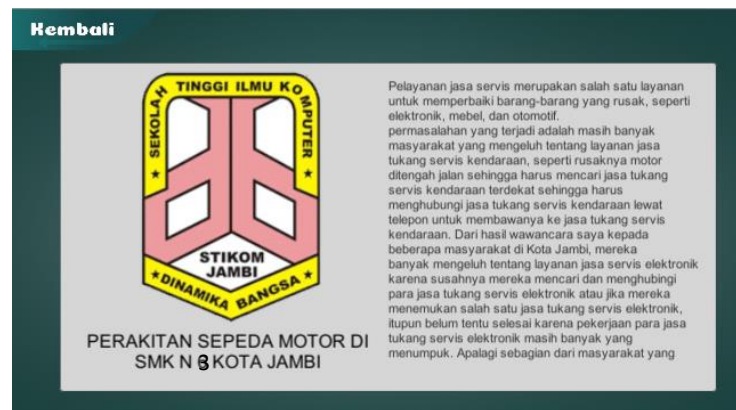 Kembali
SEKOLAH TINGGI ILMU KOMPUTER
STIKOM
JAMBI
DINAMIKA BANGSA
PERAKITAN SEPEDA MOTOR DI
SMK N 3 KOTA JAMBI
Pelayanan jasa servis merupakan salah satu layanan
untuk memperbaiki barang-barang yang rusak, seperti
elektronik, mebel, dan otomotif.
permasalahan yang terjadi adalah masih banyak
masyarakat yang mengeluh tentang layanan jasa
tukang servis kendaraan, seperti rusaknya motor
ditengah jalan sehingga harus mencari jasa tukang
servis kendaraan terdekat sehingga harus
menghubungi jasa tukang servis kendaraan lewat
telepon untuk membawanya ke jasa tukang servis
kendaraan. Dari hasil wawancara saya kepada
beberapa masyarakat di Kota Jambi, mereka
banyak mengeluh tentang layanan jasa servis elektronik
karena susahnya mereka mencari dan menghubingi
para jasa tukang servis elektronik atau jika mereka
menemukan salah satu jasa tukang servis elektronik,
itupun belum tentu selesai karena pekerjaan para jasa
tukang servis elektronik masih banyak yang
menumpuk. Apalagi sebagian dari masyarakat yang